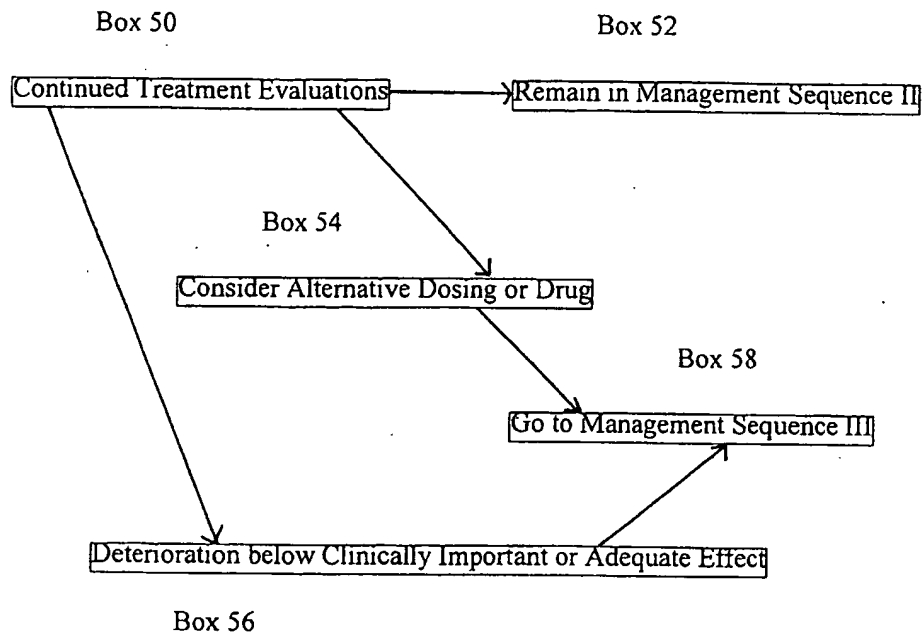 Box 50
Box 52
Continued Treatment Evaluations
Remain in Management Sequence II
Box 54
Consider Alternative Dosing or Drug
Box 58
Go to Management Sequence III
Deterioration below Clinically Important or Adequate Effect
Box 56